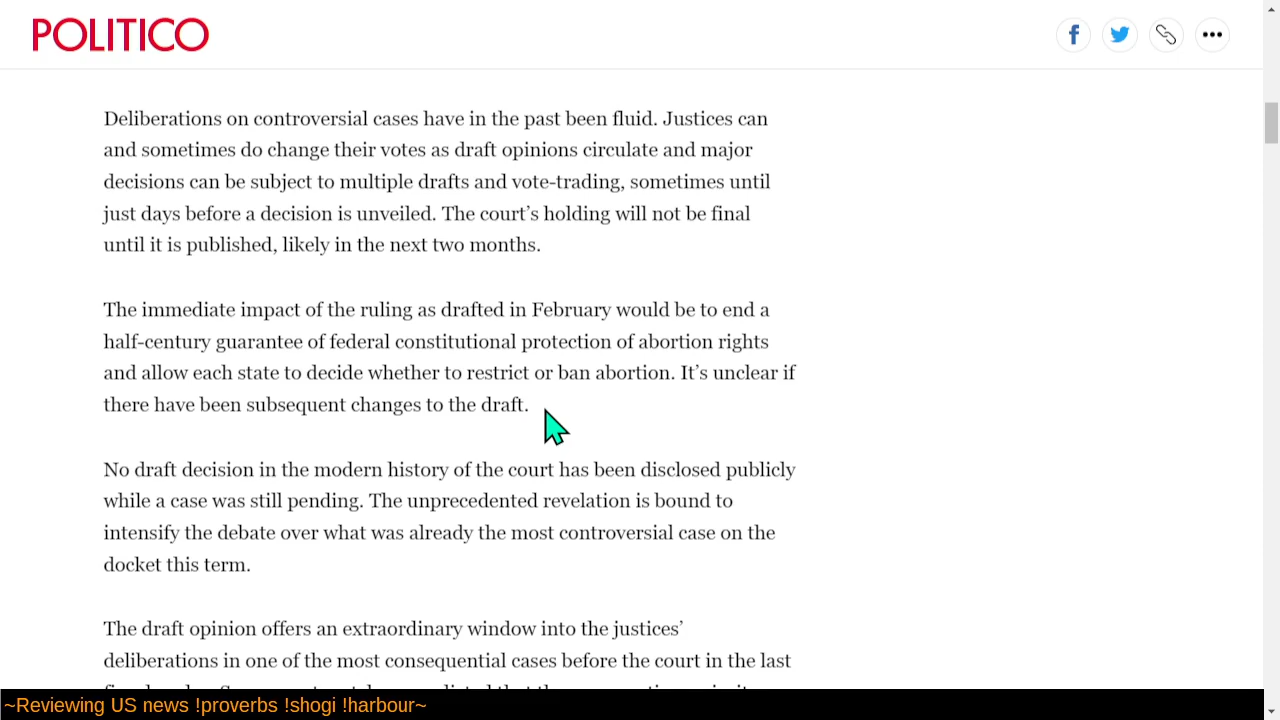 POLITICO
Deliberations on controversial cases have in the past been fluid. Justices can
and sometimes do change their votes as draft opinions circulate and major
decisions can be subject to multiple drafts and vote-trading, sometimes until
just days before a decision is unveiled. The court’s holding will not be final
until it is published, likely in the next two months.
The immediate impact of the ruling as drafted in February would be to end a
half-century guarantee of federal constitutional protection of abortion rights
and allow each state to decide whether to restrict or ban abortion. It’s unclear if
there have been subsequent changes to the draft.
No draft decision in the modern history of the court has been disclosed publicly
while a case was still pending. The unprecedented revelation is bound to
intensify the debate over what was already the most controversial case on the
docket this term.
The draft opinion offers an extraordinary window into the justices’
deliberations in one of the most consequential cases before the court in the last
~Reviewing US news !proverbs !shogi !harbour~